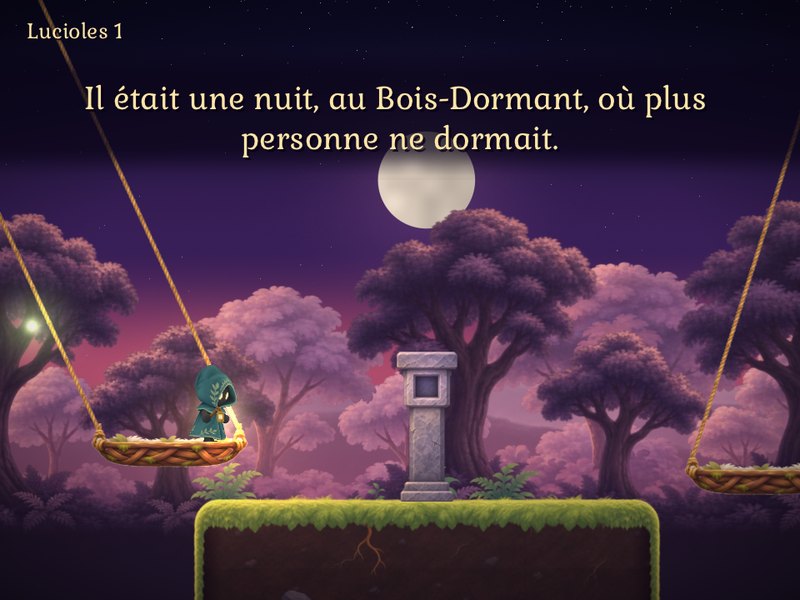 Lucioles 1
Il était une nuit, au Bois-Dormant, où plus
personne ne dormait.